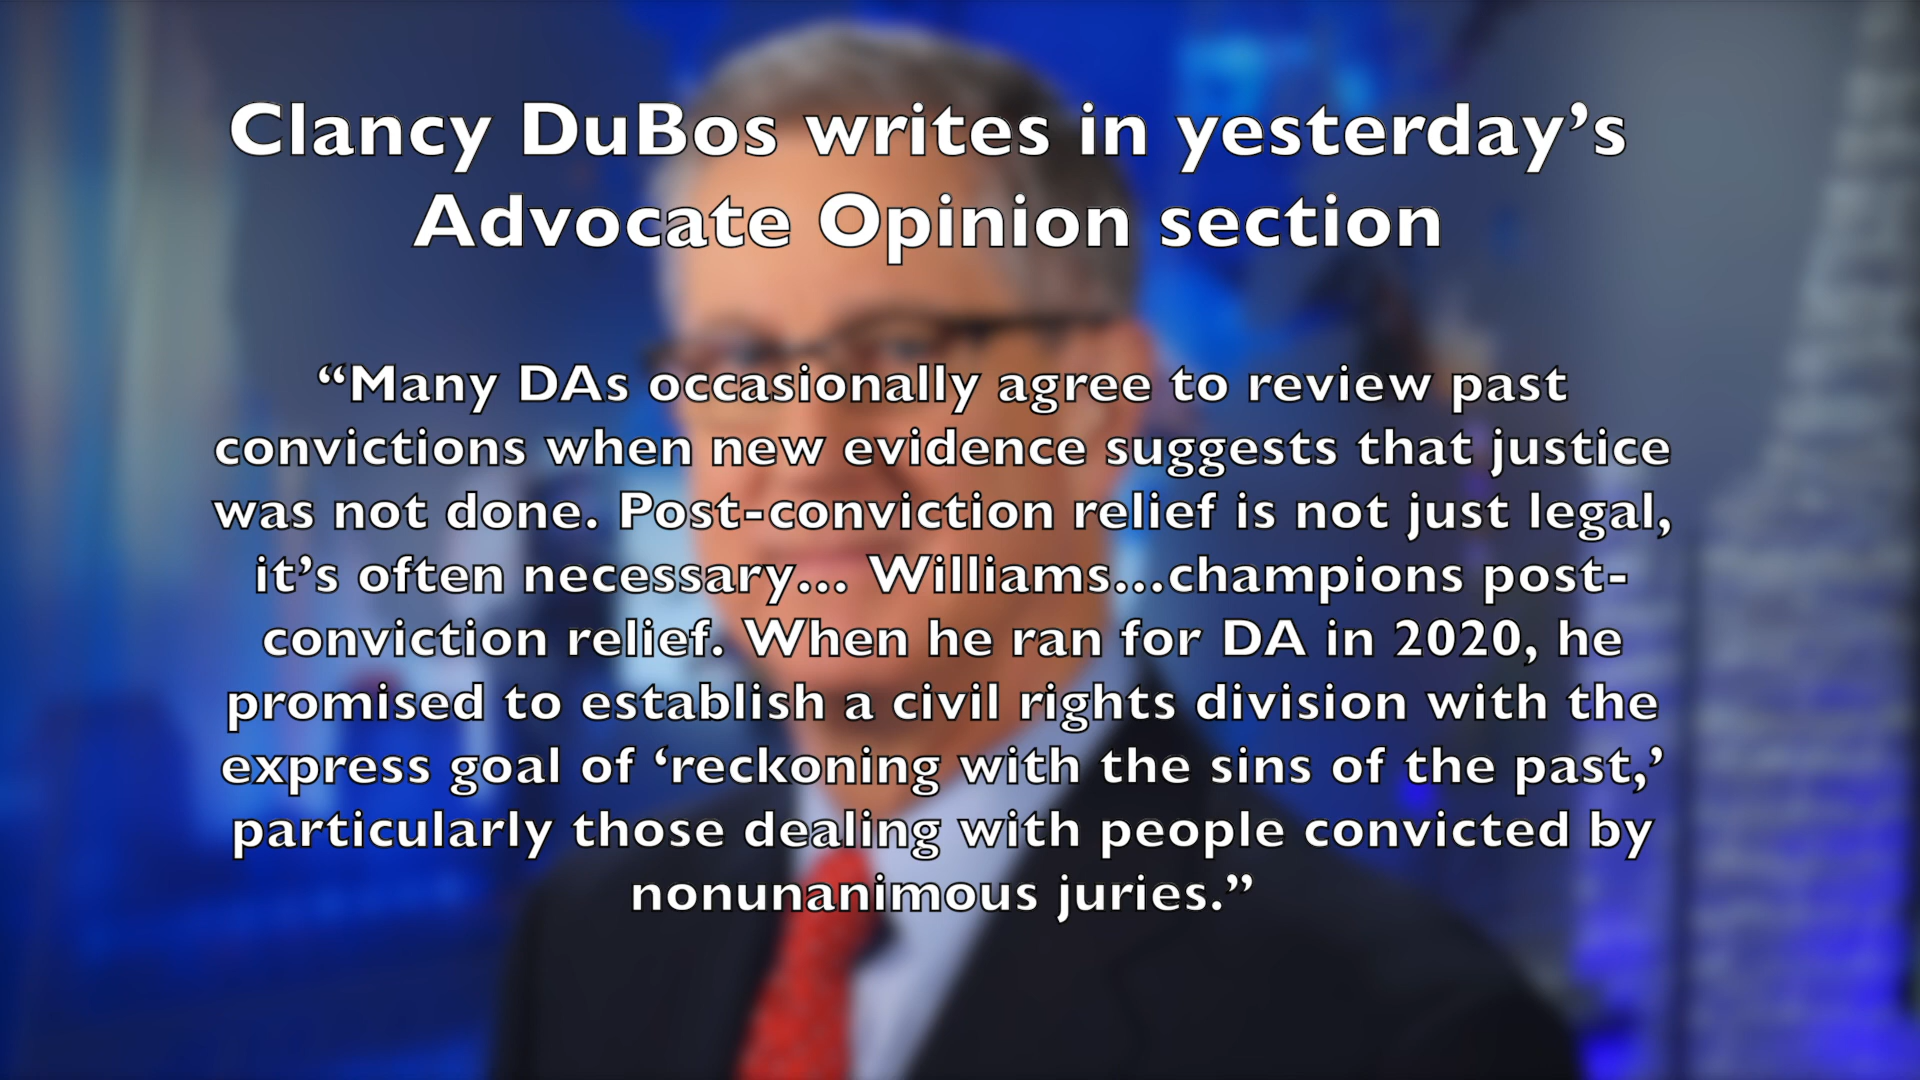 Clancy DuBos writes in yesterday’s
Advocate Opinion section
“Many DAs occasionally agree to review past
convictions when new evidence suggests that justice
was not done. Post-conviction relief is not just legal,
it’s often necessary... Williams...champions post-
conviction relief. When he ran for DA in 2020, he
promised to establish a civil rights division with the
express goal of ‘reckoning with the sins of the past,’
particularly those dealing with people convicted by
nonunanimous juries.”